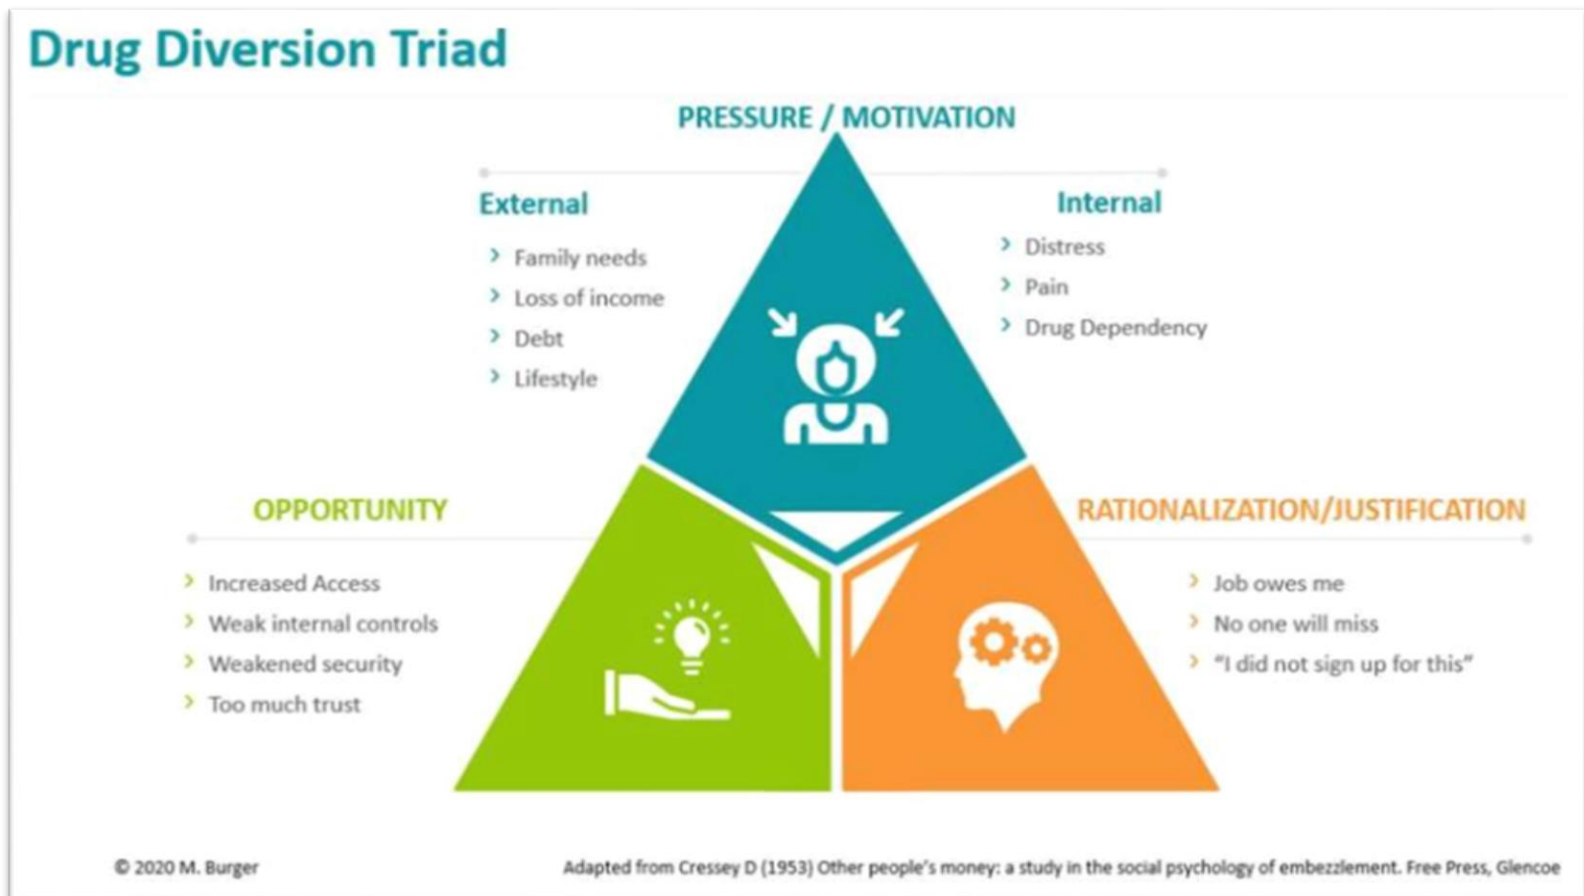 Drug Diversion Triad
PRESSURE / MOTIVATION
External
Family needs
Loss of income
Debt
Lifestyle
Internal
Distress
Pain
Drug Dependency
OPPORTUNITY
Increased Access
Weak internal controls
Weakened security
Too much trust
RATIONALIZATION/JUSTIFICATION
Job owes me
No one will miss
“I did not sign up for this”
© 2020 M. Burger
Adapted from Cressey D (1953) Other people’s money: a study in the social psychology of embezzlement. Free Press, Glencoe